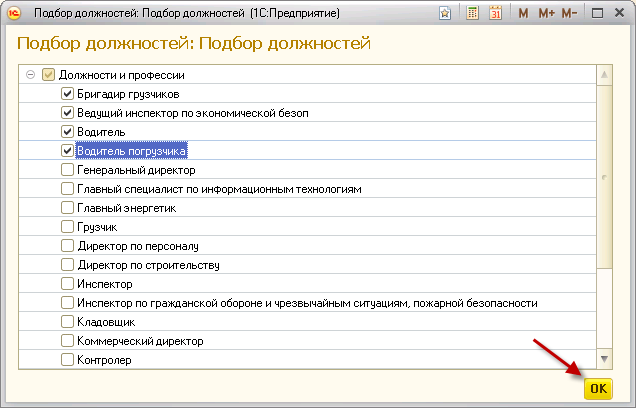 Подбор должностей: Подбор должностей (1С:Предприятие)
31 M M+ M-
Подбор должностей: Подбор должностей
Должности и профессии
Бригадир грузчиков
Ведущий инспектор по экономической безоп
Водитель
Водитель погрузчика
Генеральный директор
Главный специалист по информационным технологиям
Главный энергетик
Грузчик
Директор по персоналу
Директор по строительству
Инспектор
Инспектор по гражданской обороне и чрезвычайным ситуациям, пожарной безопасности
Кладовщик
Коммерческий директор
Контролер
OK